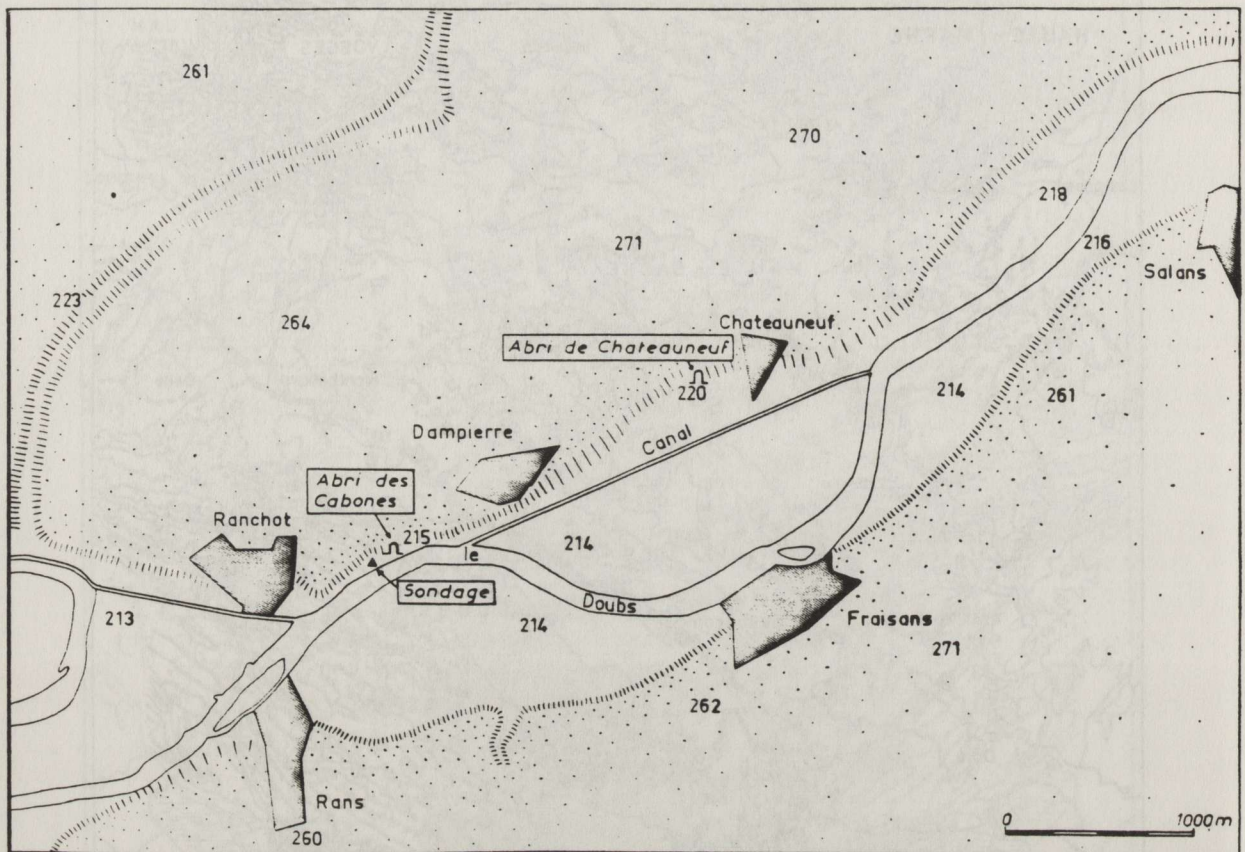 261
270
218
271
216
Salans
223
264
Chateauneuf
Abri de Chateauneuf
220
214
261
Dampierre
Canal
Abri des
Cabones
Ranchot
215
le
214
Sondage
Doubs
213
214
Fraisans
271
262
Rans
260
0 1000m